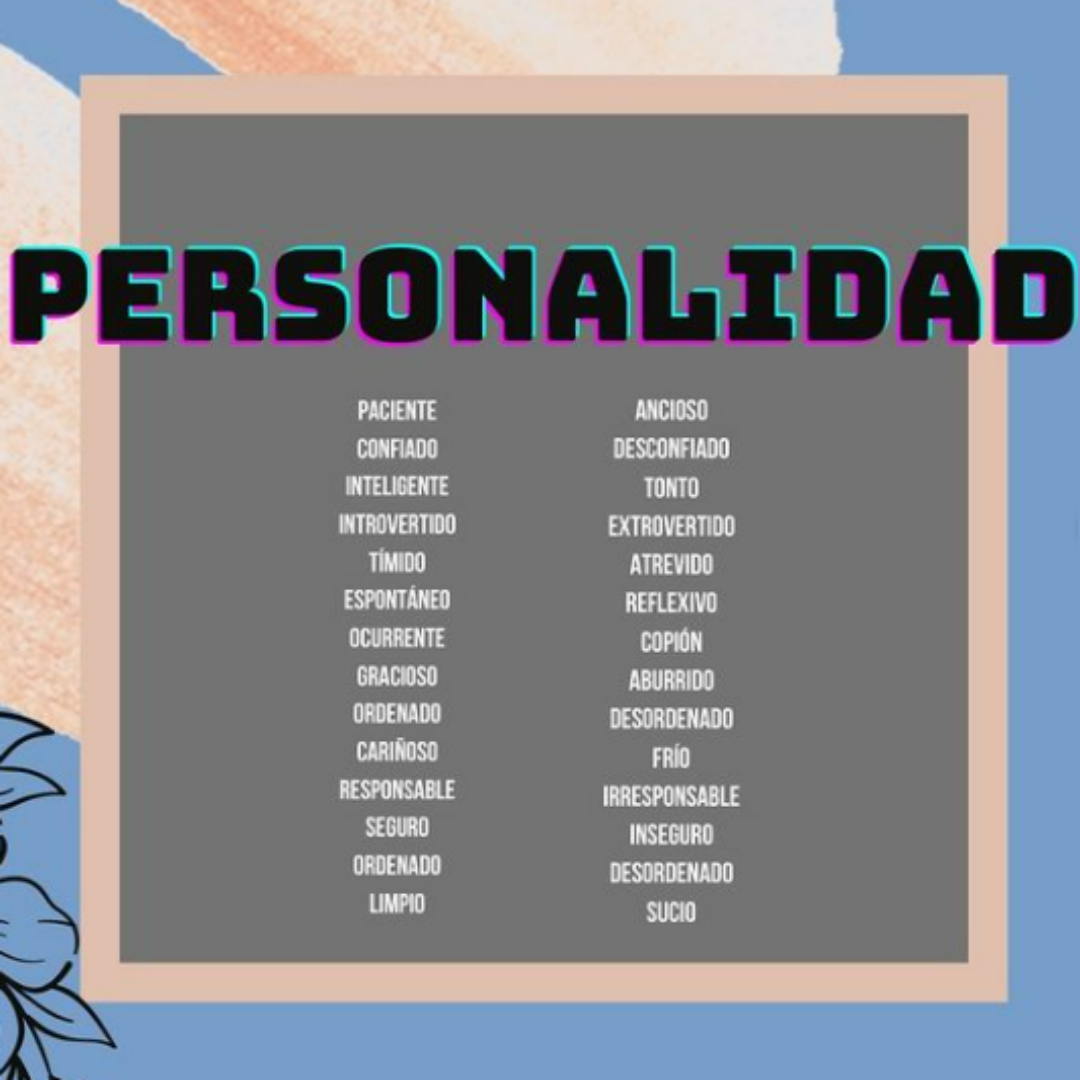 PERSONALIDAD
PACIENTE
CONFIADO
INTELIGENTE
INTROVERTIDO
TÍMIDO
ESPONTÁNEO
OCURRENTE
GRACIOSO
ORDENADO
CARIÑOSO
RESPONSABLE
SEGURO
ORDENADO
LIMPIO
ANCIOSO
DESCONFIADO
TONTO
EXTROVERTIDO
ATREVIDO
REFLEXIVO
COPIÓN
ABURRIDO
DESORDENADO
FRÍO
IRRESPONSABLE
INSEGURO
DESORDENADO
SUCIO